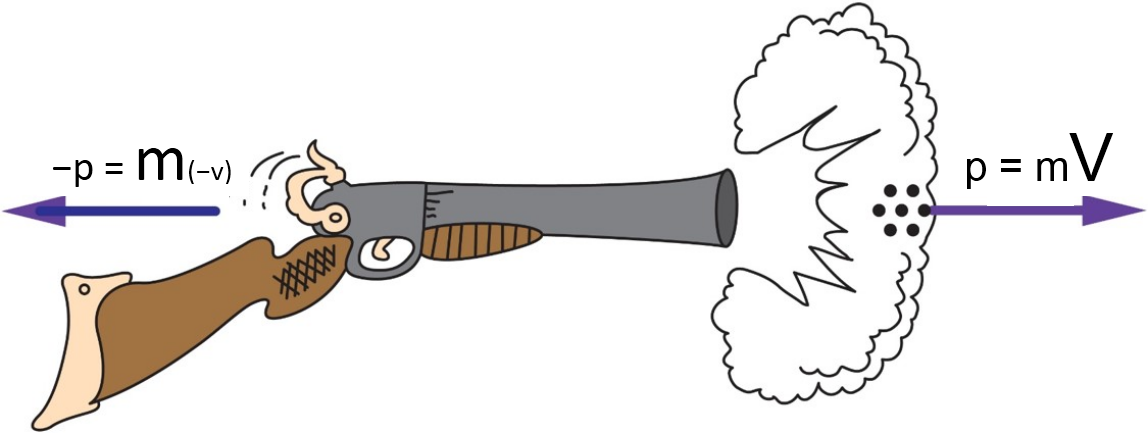 –p = m(–v)
p = mV